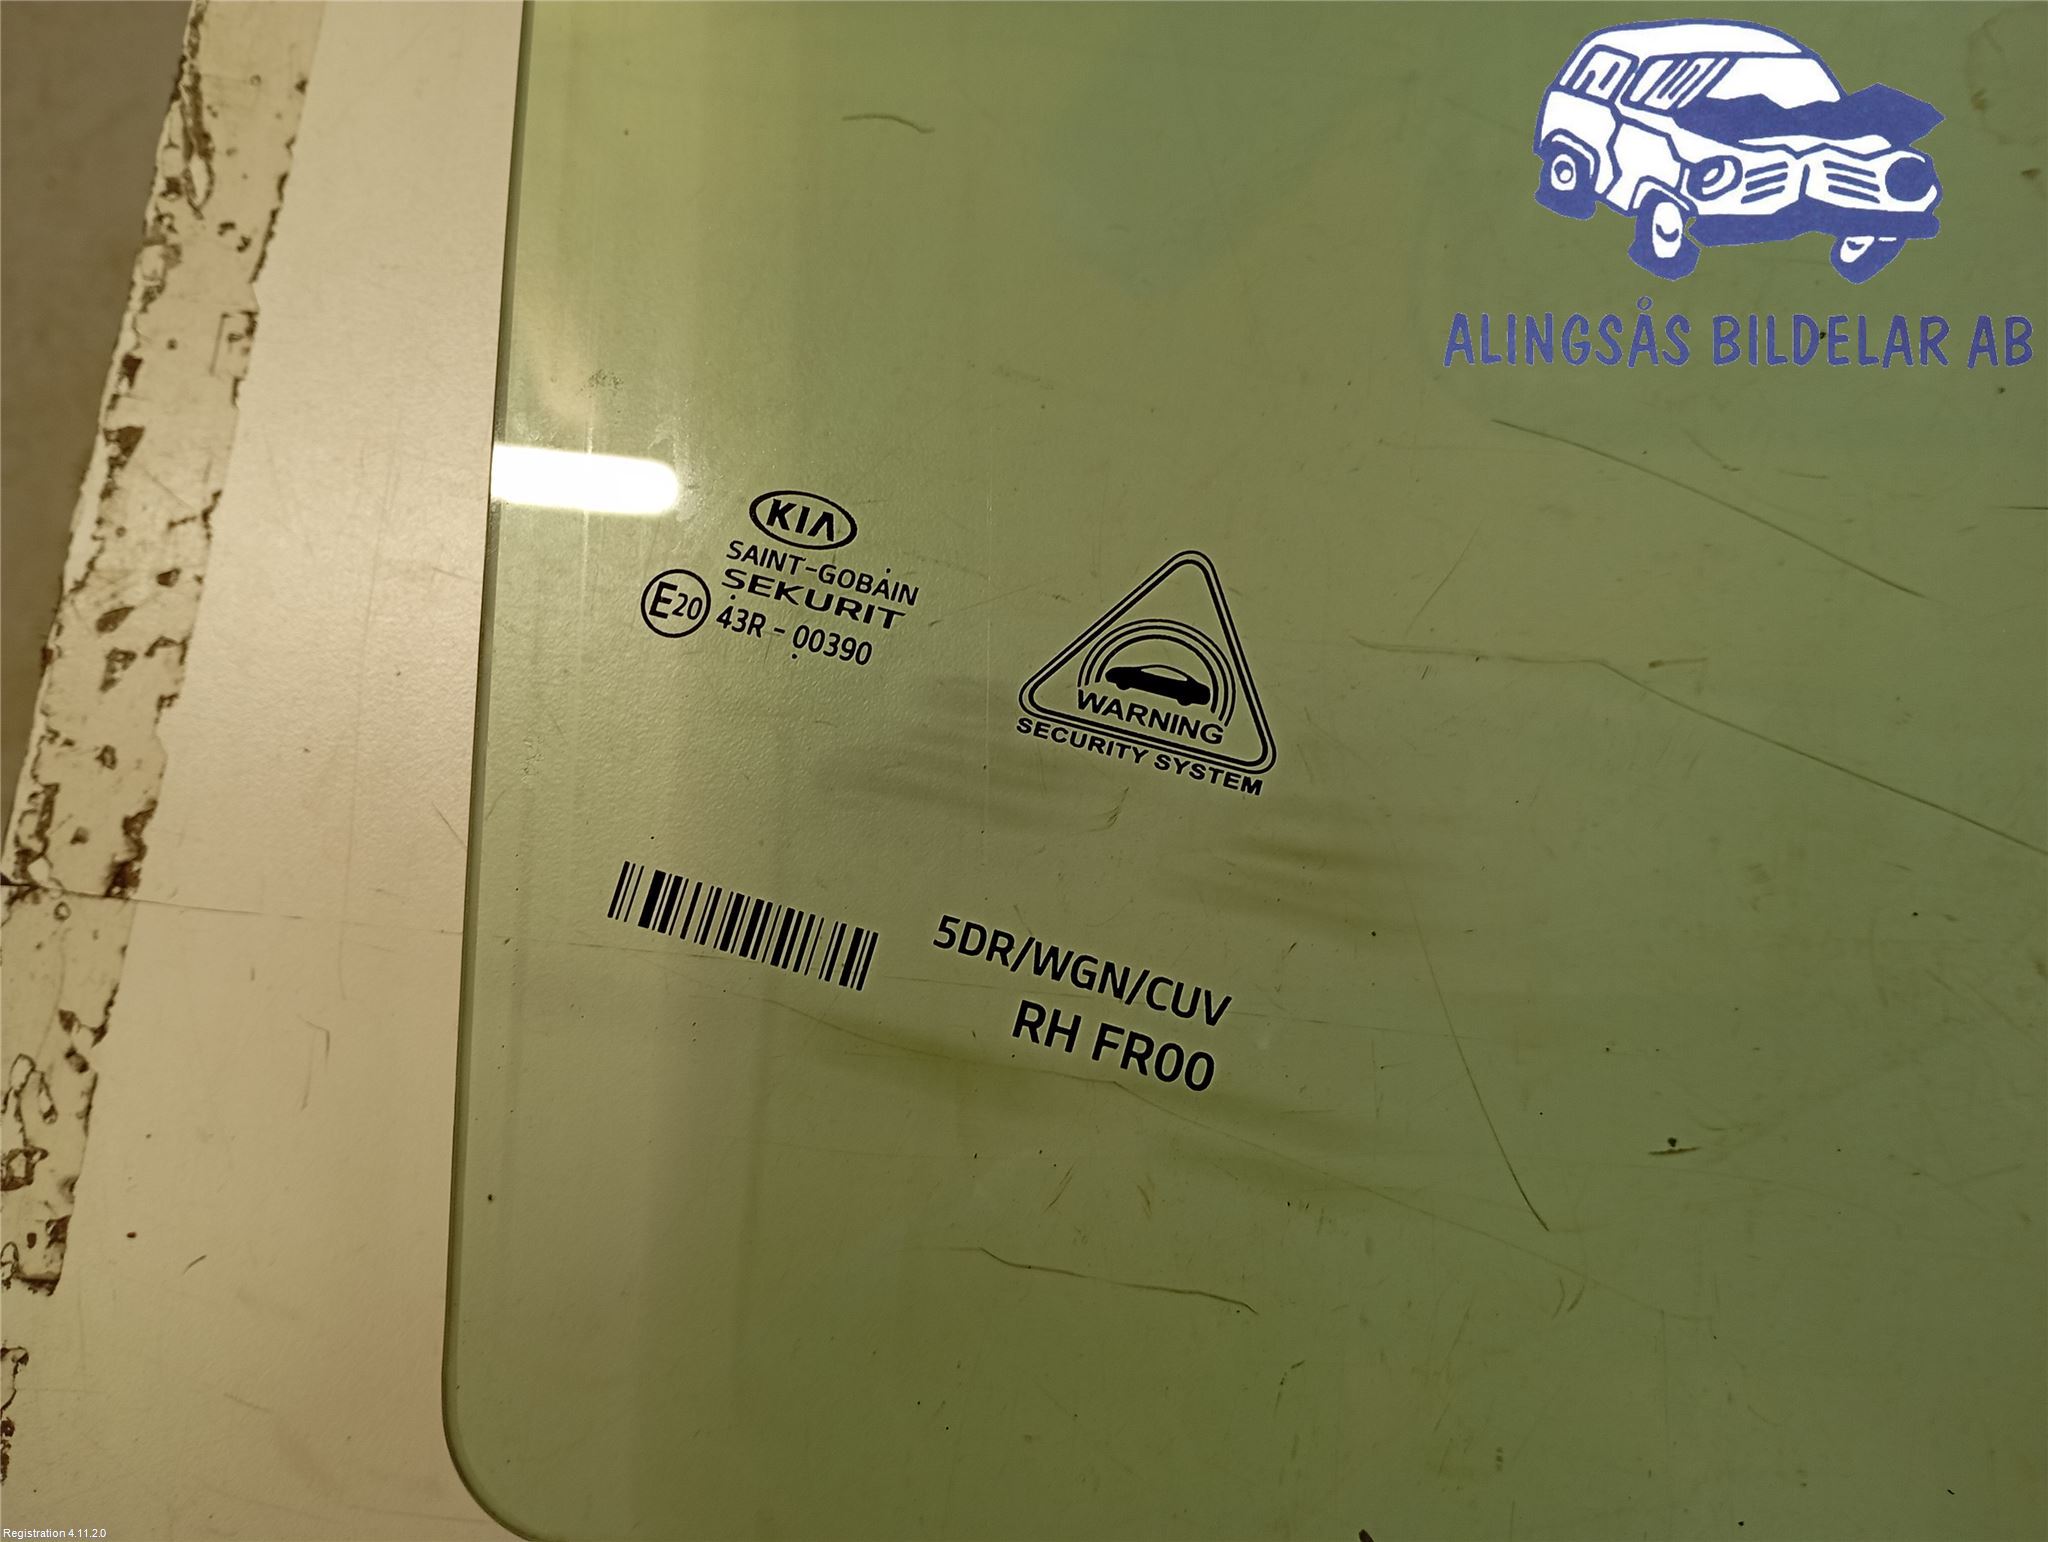 ALINGSÅS BILDELAR AB
KIA
SAINT-GOBAIN
SEKURIT
E20 43R - 00390
WARNING
SECURITY SYSTEM
5DR/WGN/CUV
RH FR00
Registration 4.11.2.0